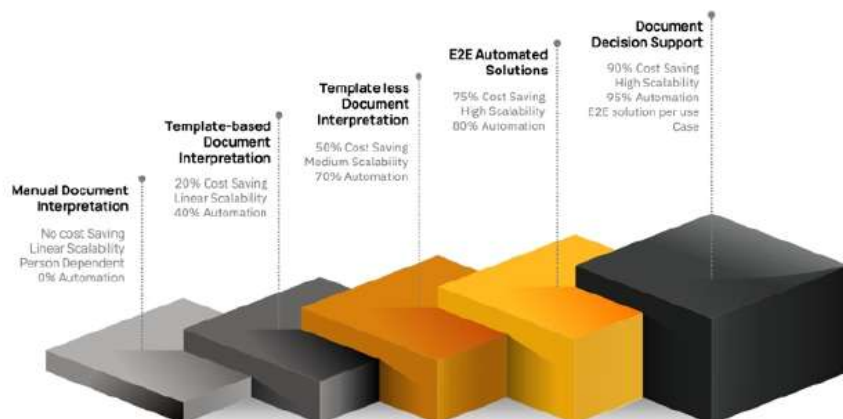 Manual Document
Interpretation
No cost Saving
Linear Scalability
Person Dependent
0% Automation
Template-based
Document
Interpretation
20% Cost Saving
Linear Scalability
40% Automation
Template less
Document
Interpretation
50% Cost Saving
Medium Scalability
70% Automation
E2E Automated
Solutions
75% Cost Saving
High Scalability
80% Automation
Document
Decision Support
90% Cost Saving
High Scalability
95% Automation
E2E solution per use
Case